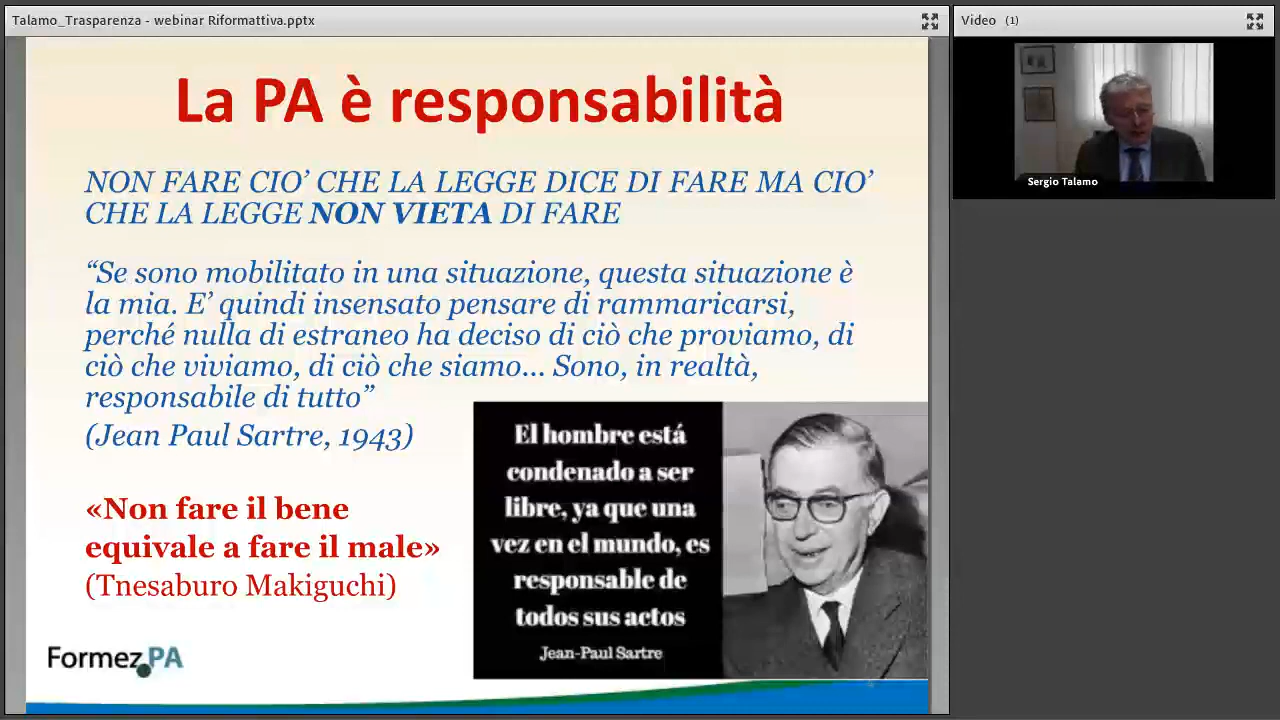 Talamo_Trasparenza - webinar Riformattiva.pptx
Video (1)
Sergio Talamo
La PA è responsabilità
NON FARE CIO’ CHE LA LEGGE DICE DI FARE MA CIO’
CHE LA LEGGE NON VIETA DI FARE
“Se sono mobilitato in una situazione, questa situazione è
la mia. E’ quindi insensato pensare di rammaricarsi,
perché nulla di estraneo ha deciso di ciò che proviamo, di
ciò che viviamo, di ciò che siamo… Sono, in realtà,
responsabile di tutto”
(Jean Paul Sartre, 1943)
«Non fare il bene
equivale a fare il male»
(Tnesaburo Makiguchi)
El hombre está
condenado a ser
libre, ya que una
vez en el mundo, es
responsable de
todos sus actos
Jean-Paul Sartre
Formez PA